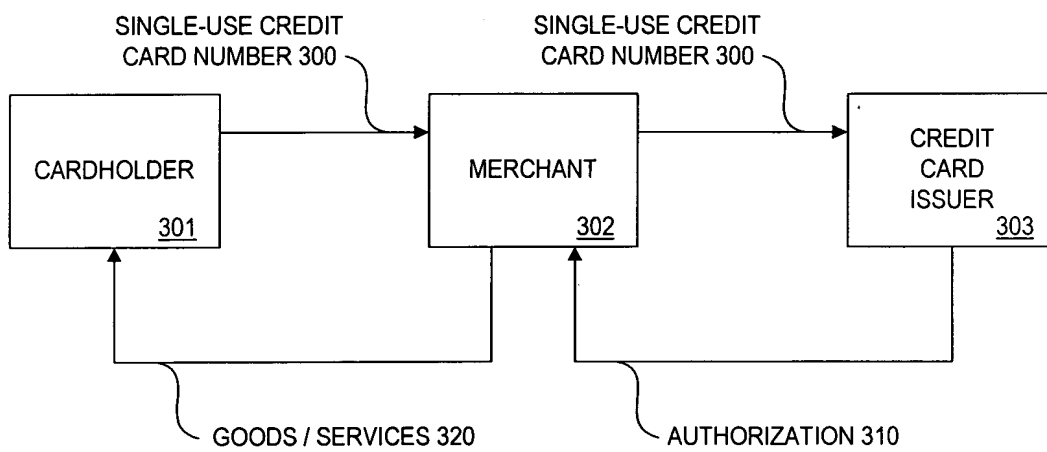 SINGLE-USE CREDIT
CARD NUMBER 300
SINGLE-USE CREDIT
CARD NUMBER 300
CARDHOLDER
301
MERCHANT
302
CREDIT
CARD
ISSUER
303
GOODS / SERVICES 320
AUTHORIZATION 310